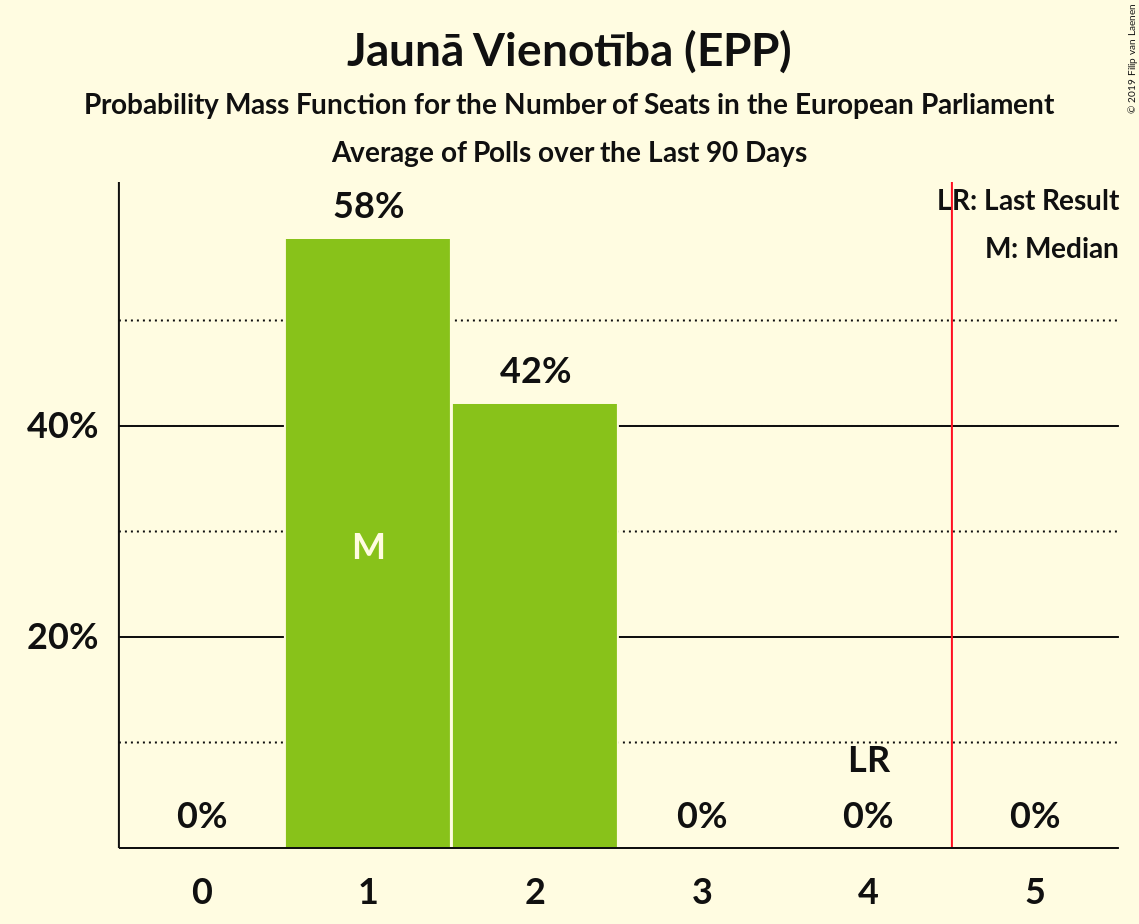 Jaunā Vienotība (EPP)
Probability Mass Function for the Number of Seats in the European Parliament
Average of Polls over the Last 90 Days
© 2019 Filip van Laenen
LR: Last Result
M: Median
58%
42%
40%
M
20%
LR
0%
0%
0%
0%
0 1 2 3 4 5